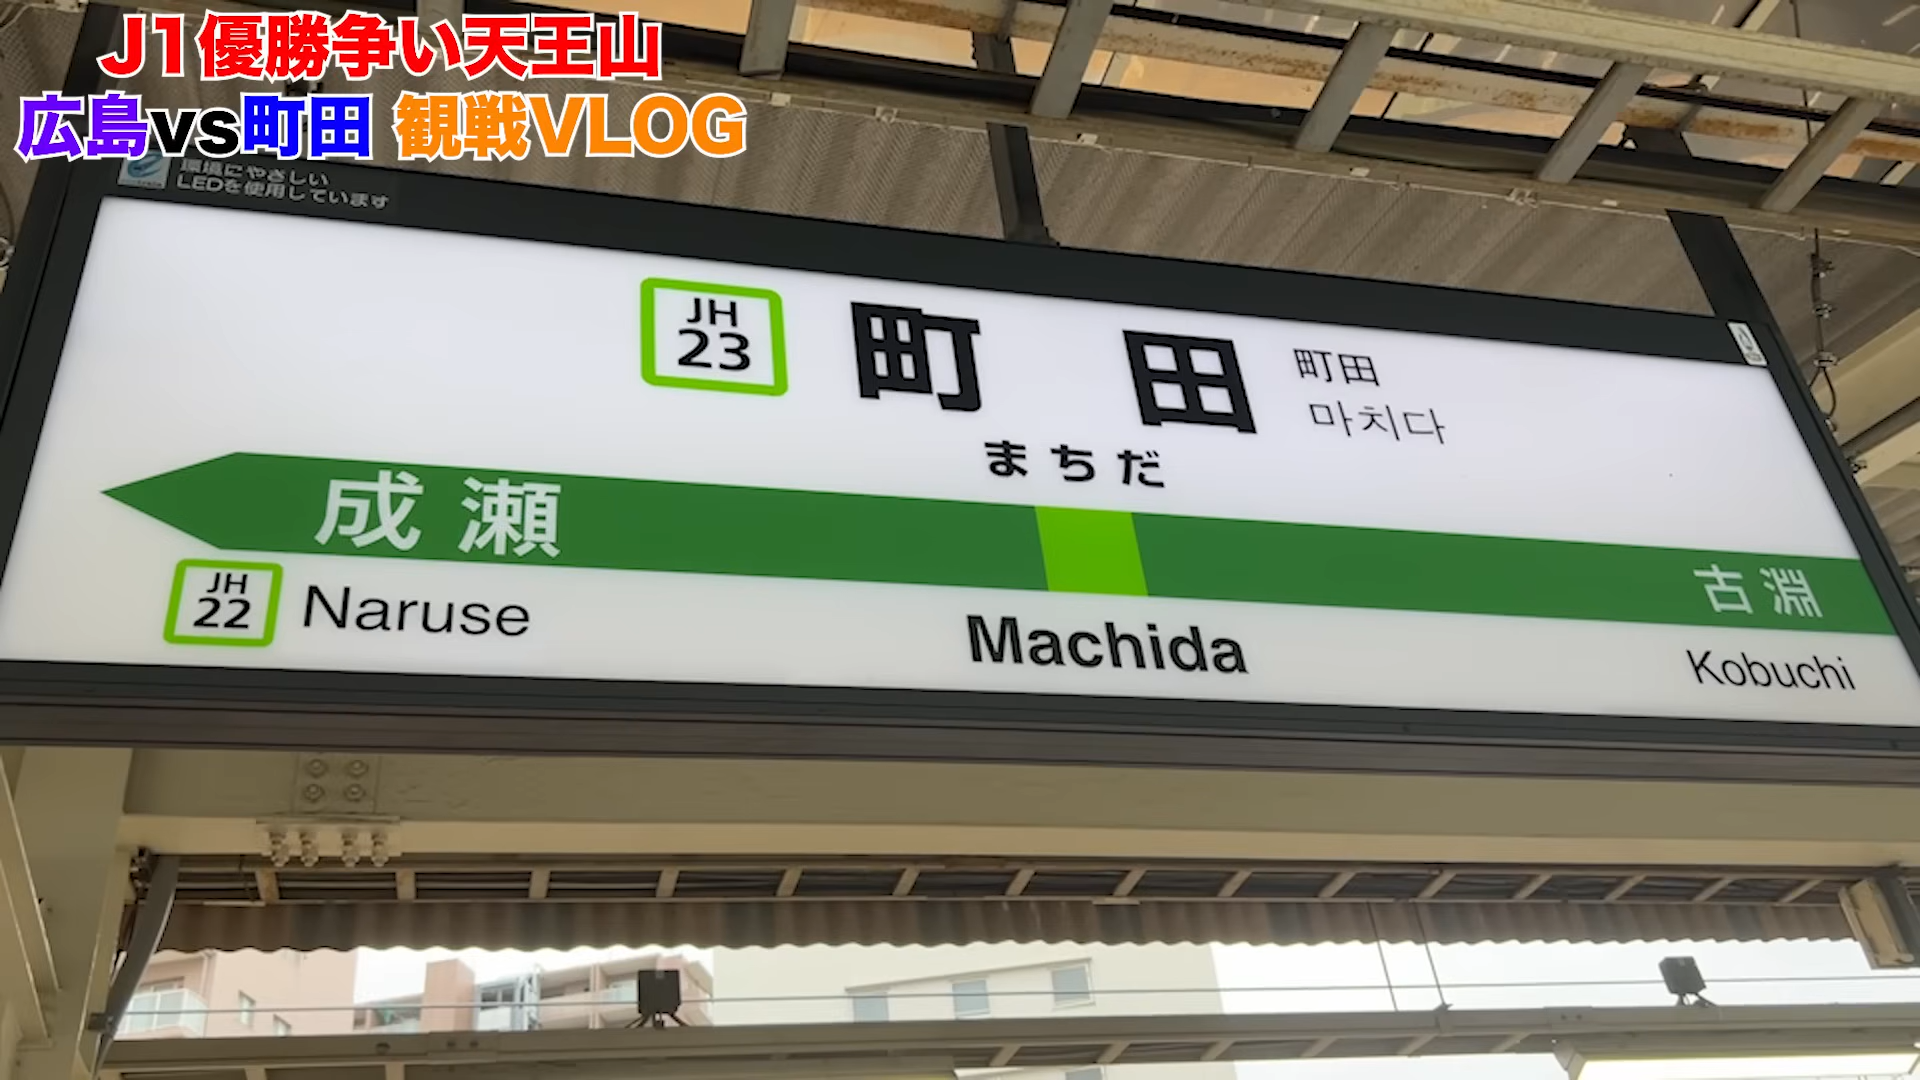 J1優勝争い天王山
広島vs町田 観戦VLOG
環境にやさしい
LEDを使用しています
JH
23
町田
町田
마치다
まちだ
成瀬
古淵
JH
22
Naruse
Machida
Kobuchi